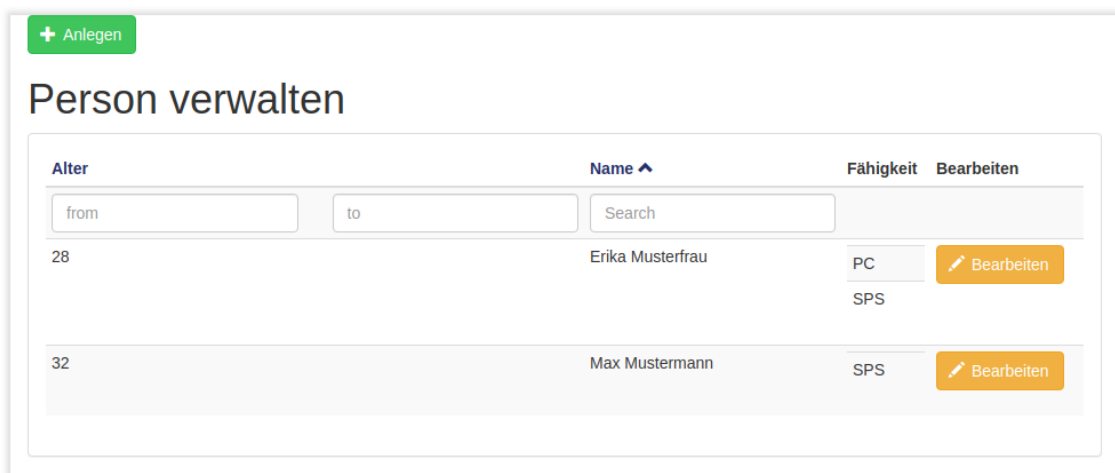 Anlegen
Person verwalten
Alter Name Fähigkeit Bearbeiten
from to Search
28 Erika Musterfrau PC Bearbeiten
SPS
32 Max Mustermann SPS Bearbeiten